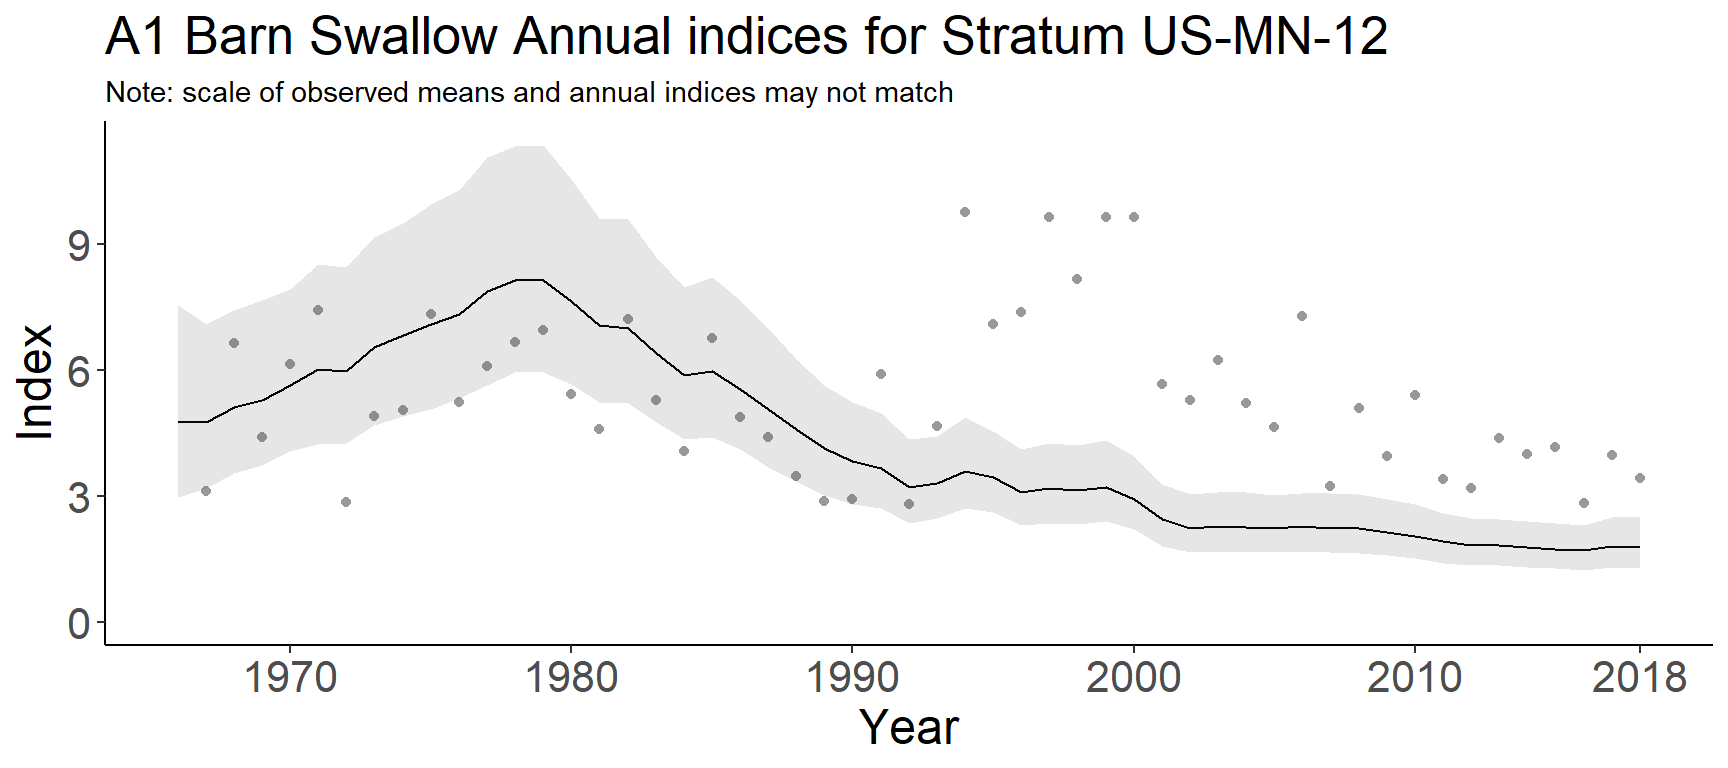 A1 Barn Swallow Annual indices for Stratum US-MN-12
Note: scale of observed means and annual indices may not match
Index
9
6
3
0
1970 1980 1990 2000 2010 2018
Year